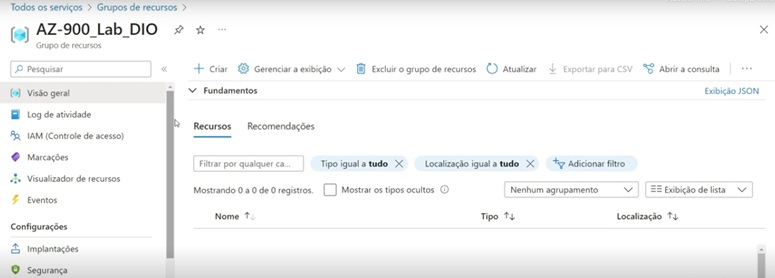 Todos os serviços > Grupos de recursos >
AZ-900_Lab_DIO
Grupo de recursos
Pesquisar
Criar Gerenciar a exibição Excluir o grupo de recursos Atualizar Exportar para CSV Abrir a consulta
Fundamentos Exibição JSON
Visão geral
Log de atividade
IAM (Controle de acesso)
Marcações
Visualizador de recursos
Eventos
Configurações
Implantações
Segurança
Recursos Recomendações
Filtrar por qualquer ca... Tipo igual a tudo Localização igual a tudo Adicionar filtro
Mostrando 0 a 0 de 0 registros. Mostrar os tipos ocultos Nenhum agrupamento Exibição de lista
Nome Tipo Localização